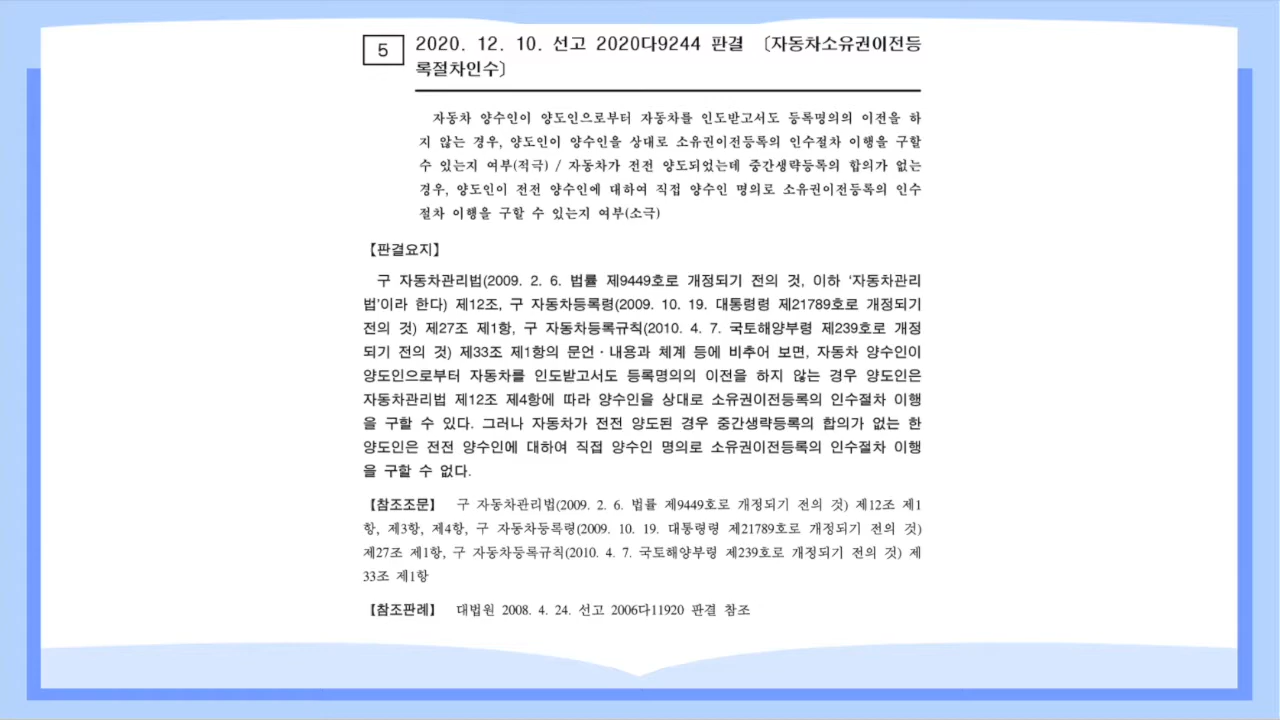 5
2020. 12. 10. 선고 2020다9244 판결 〔자동차소유권이전등
록절차인수〕
자동차 양수인이 양도인으로부터 자동차를 인도받고서도 등록명의의 이전을 하
지 않는 경우, 양도인이 양수인을 상대로 소유권이전등록의 인수절차 이행을 구할
수 있는지 여부(적극) / 자동차가 전전 양도되었는데 중간생략등록의 합의가 없는
경우, 양도인이 전전 양수인에 대하여 직접 양수인 명의로 소유권이전등록의 인수
절차 이행을 구할 수 있는지 여부(소극)
【판결요지】
구 자동차관리법(2009. 2. 6. 법률 제9449호로 개정되기 전의 것, 이하 ‘자동차관리
법’이라 한다) 제12조, 구 자동차등록령(2009. 10. 19. 대통령령 제21789호로 개정되기
전의 것) 제27조 제1항, 구 자동차등록규칙(2010. 4. 7. 국토해양부령 제239호로 개정
되기 전의 것) 제33조 제1항의 문언·내용과 체계 등에 비추어 보면, 자동차 양수인이
양도인으로부터 자동차를 인도받고서도 등록명의의 이전을 하지 않는 경우 양도인은
자동차관리법 제12조 제4항에 따라 양수인을 상대로 소유권이전등록의 인수절차 이행
을 구할 수 있다. 그러나 자동차가 전전 양도된 경우 중간생략등록의 합의가 없는 한
양도인은 전전 양수인에 대하여 직접 양수인 명의로 소유권이전등록의 인수절차 이행
을 구할 수 없다.
【참조조문】 구 자동차관리법(2009. 2. 6. 법률 제9449호로 개정되기 전의 것) 제12조 제1
항, 제3항, 제4항, 구 자동차등록령(2009. 10. 19. 대통령령 제21789호로 개정되기 전의 것)
제27조 제1항, 구 자동차등록규칙(2010. 4. 7. 국토해양부령 제239호로 개정되기 전의 것) 제
33조 제1항
【참조판례】 대법원 2008. 4. 24. 선고 2006다11920 판결 참조